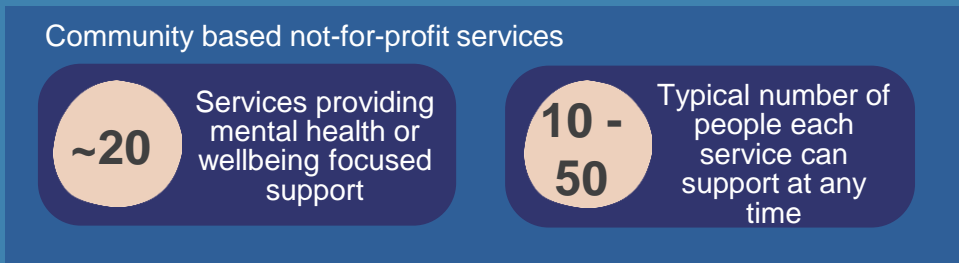 Community based not-for-profit services
~20
Services providing
mental health or
wellbeing focused
support
10 -
50
Typical number of
people each
service can
support at any
time